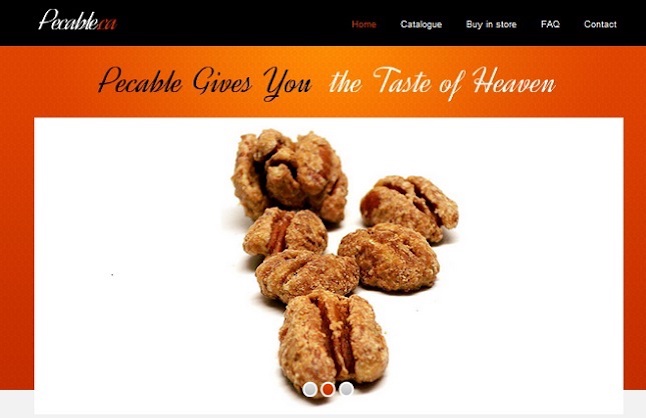 Pecable.ca
Home Catalogue Buy in store FAQ Contact
Pecable Gives You the Taste of Heaven